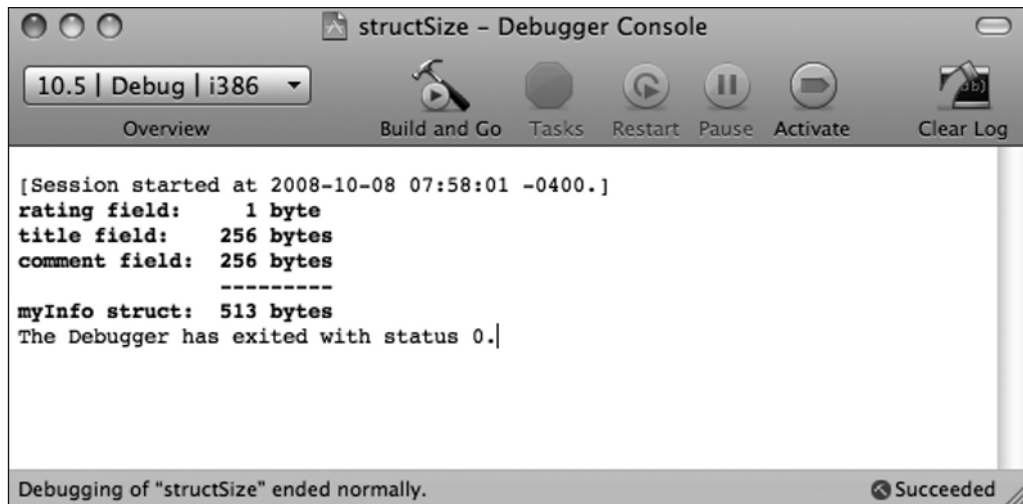 structSize – Debugger Console
10.5 | Debug | i386
Overview
Build and Go
Tasks
Restart
Pause
Activate
Clear Log
[Session started at 2008-10-08 07:58:01 -0400.]
rating field:      1 byte
title field:     256 bytes
comment field:   256 bytes
                 ---------
myInfo struct:   513 bytes
The Debugger has exited with status 0.
Debugging of "structSize" ended normally.
Succeeded